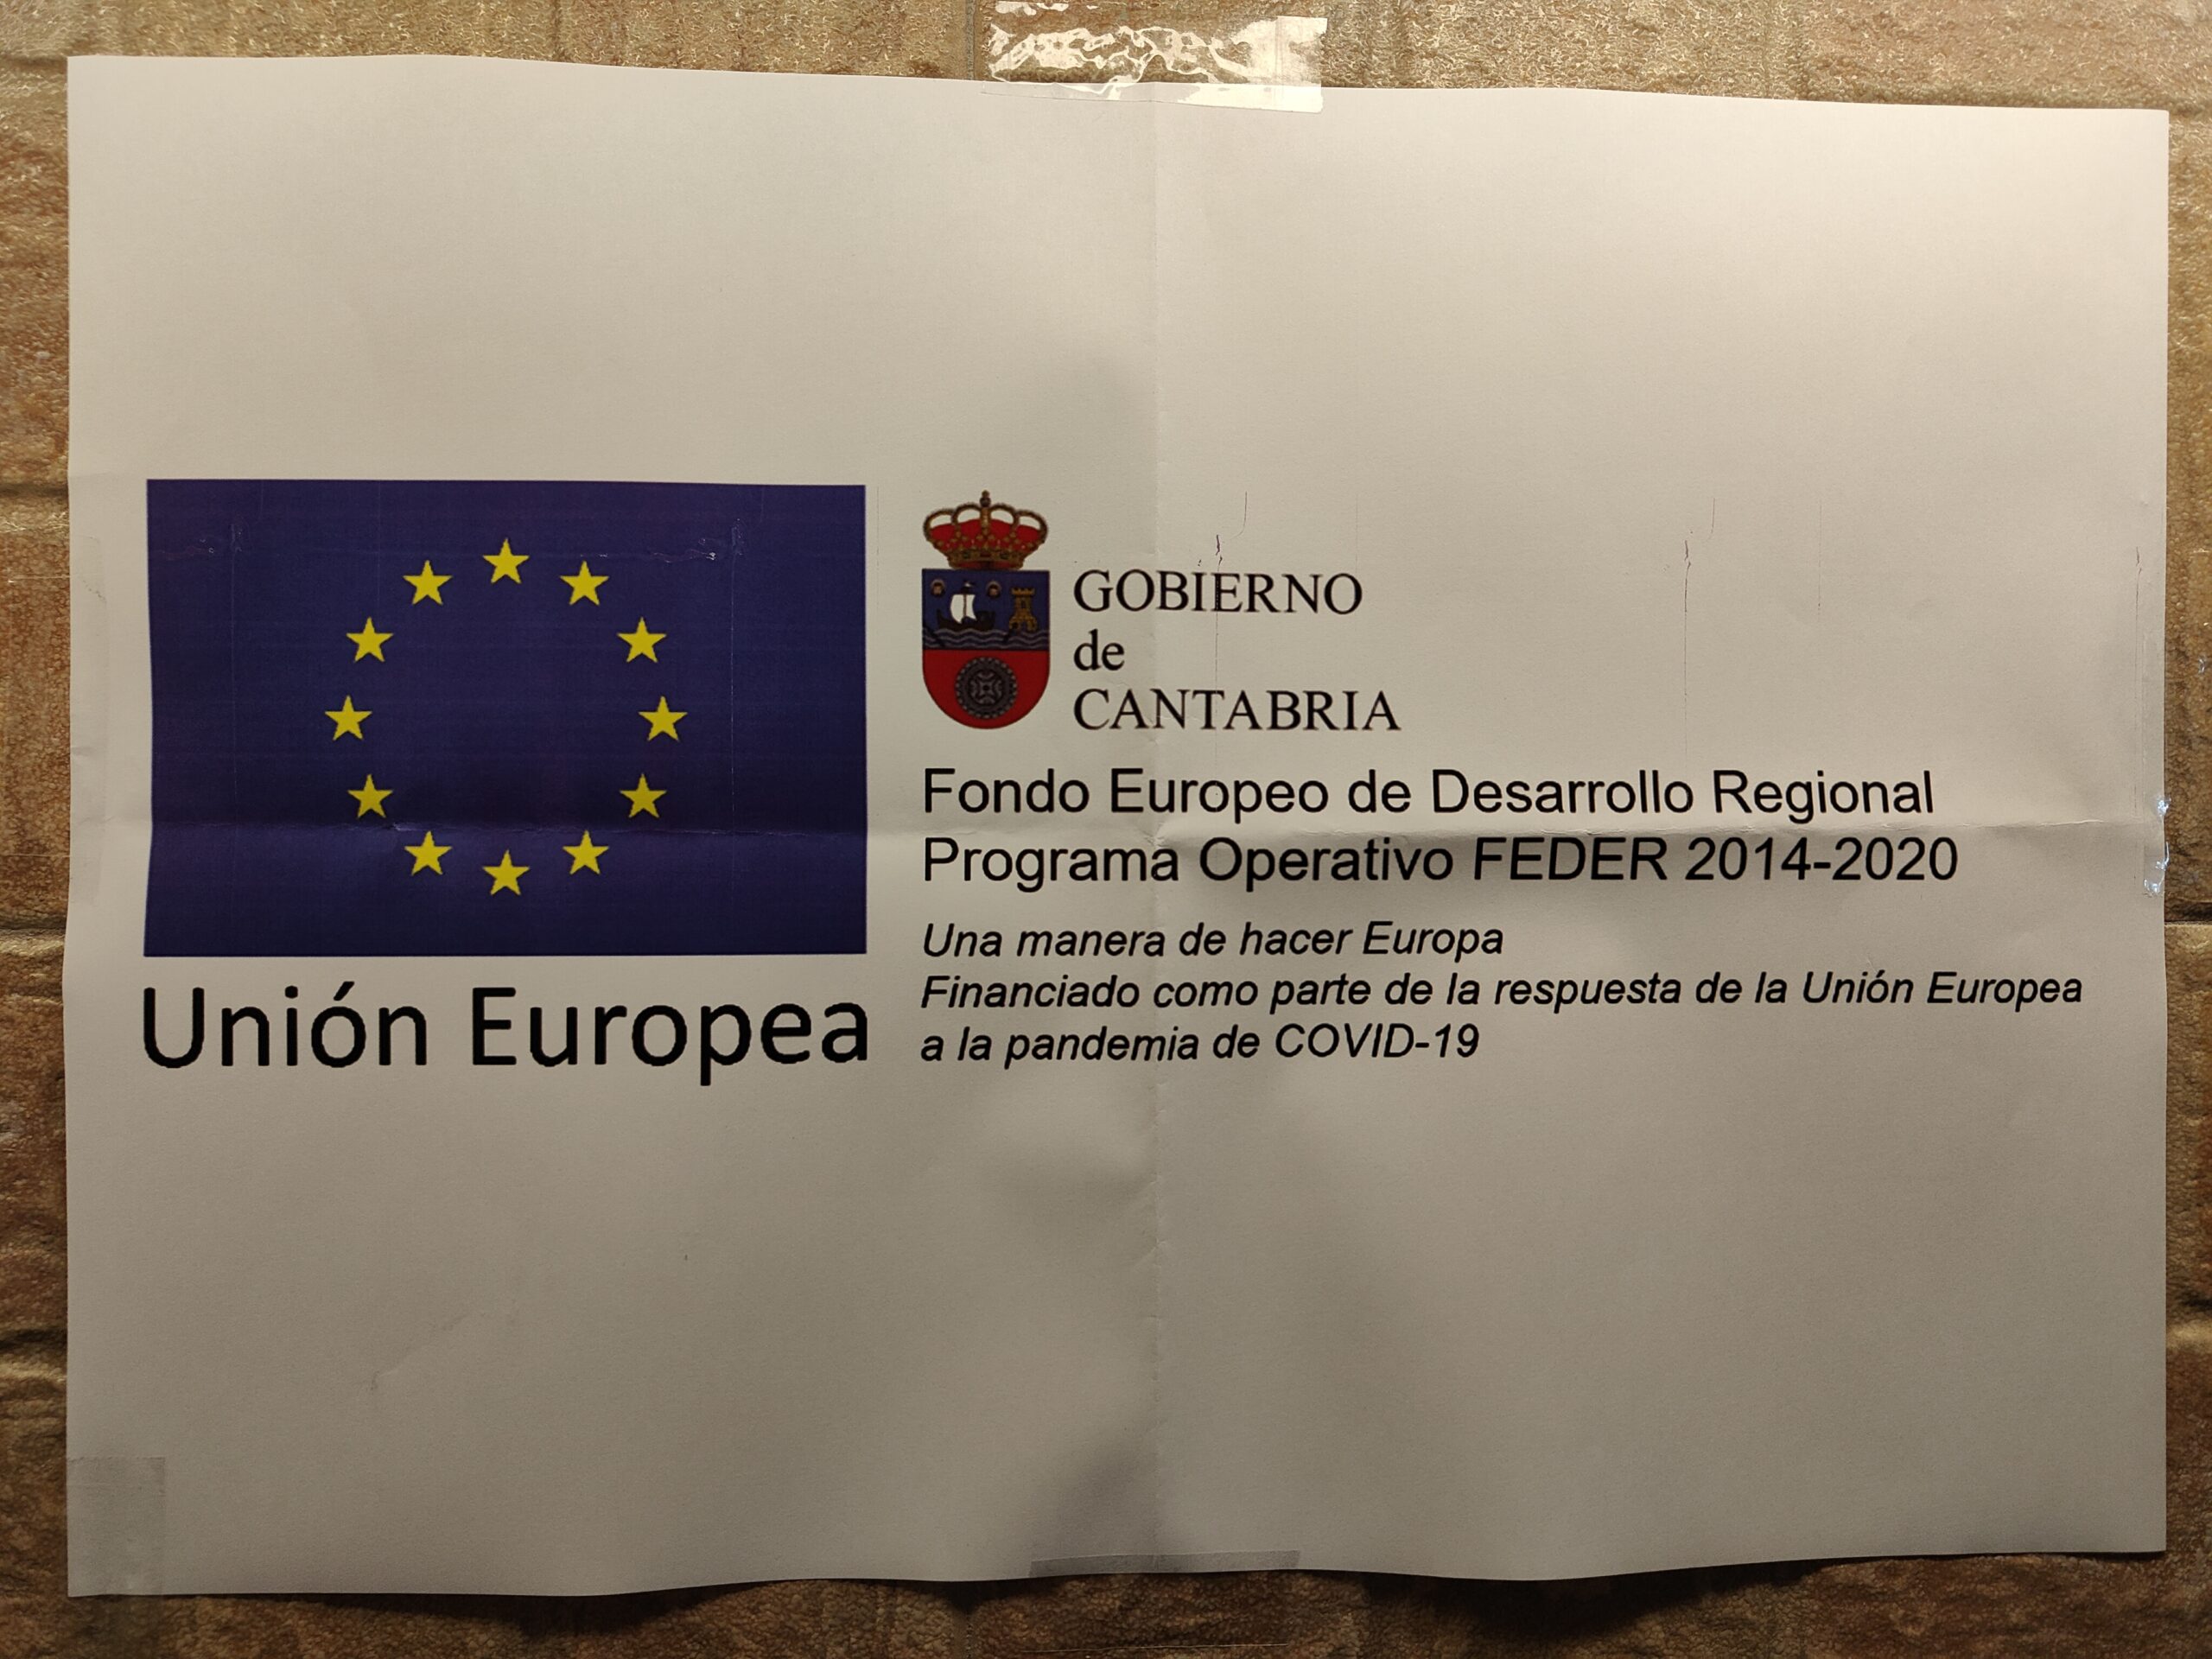 Unión Europea
GOBIERNO
de
CANTABRIA
Fondo Europeo de Desarrollo Regional
Programa Operativo FEDER 2014-2020
Una manera de hacer Europa
Financiado como parte de la respuesta de la Unión Europea
a la pandemia de COVID-19